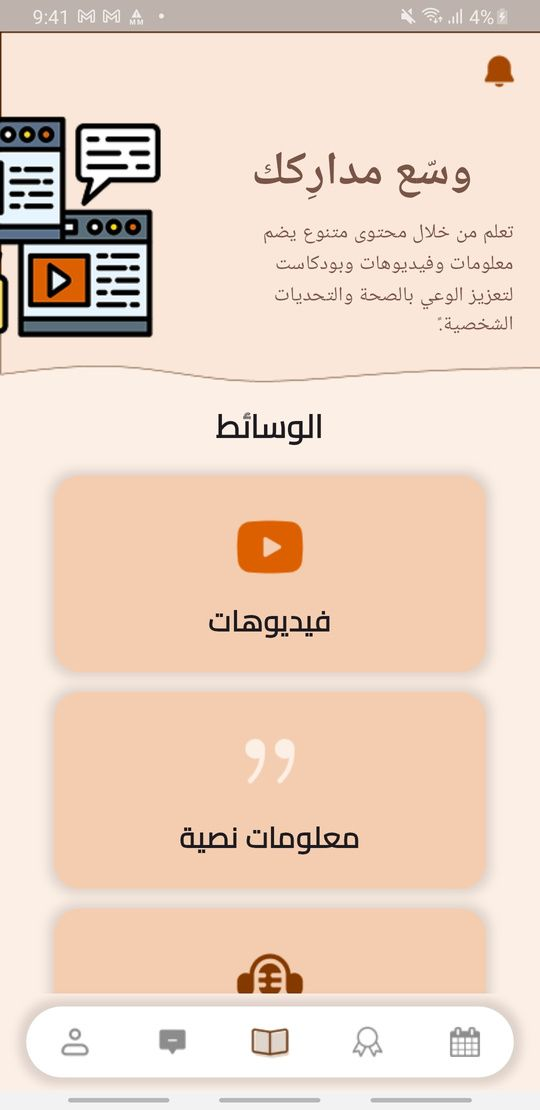 9:41
4%
وسّع مدارِكك
تعلم من خلال محتوى متنوع يضم
معلومات وفيديوهات وبودكاست
لتعزيز الوعي بالصحة والتحديات
الشخصية."
الوسائط
فيديوهات
معلومات نصية